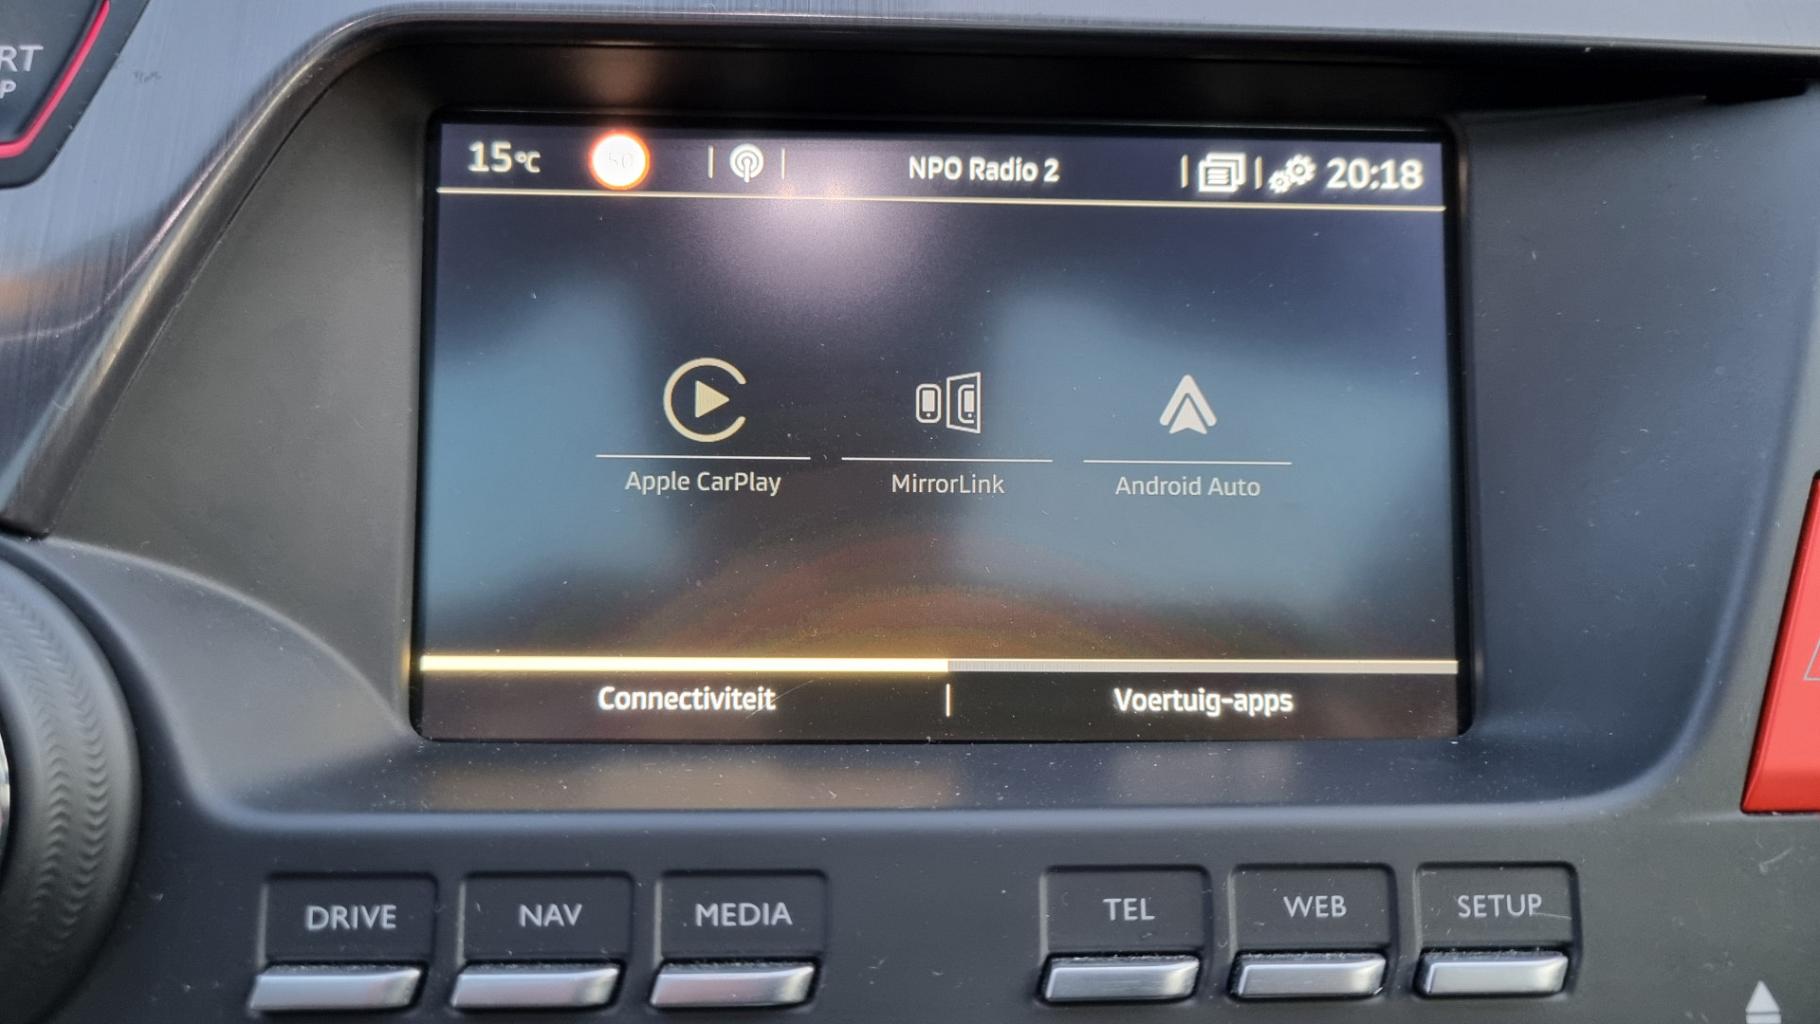 15°C
50
NPO Radio 2
20:18
Apple CarPlay
MirrorLink
Android Auto
Connectiviteit
Voertuig-apps
DRIVE
NAV
MEDIA
TEL
WEB
SETUP